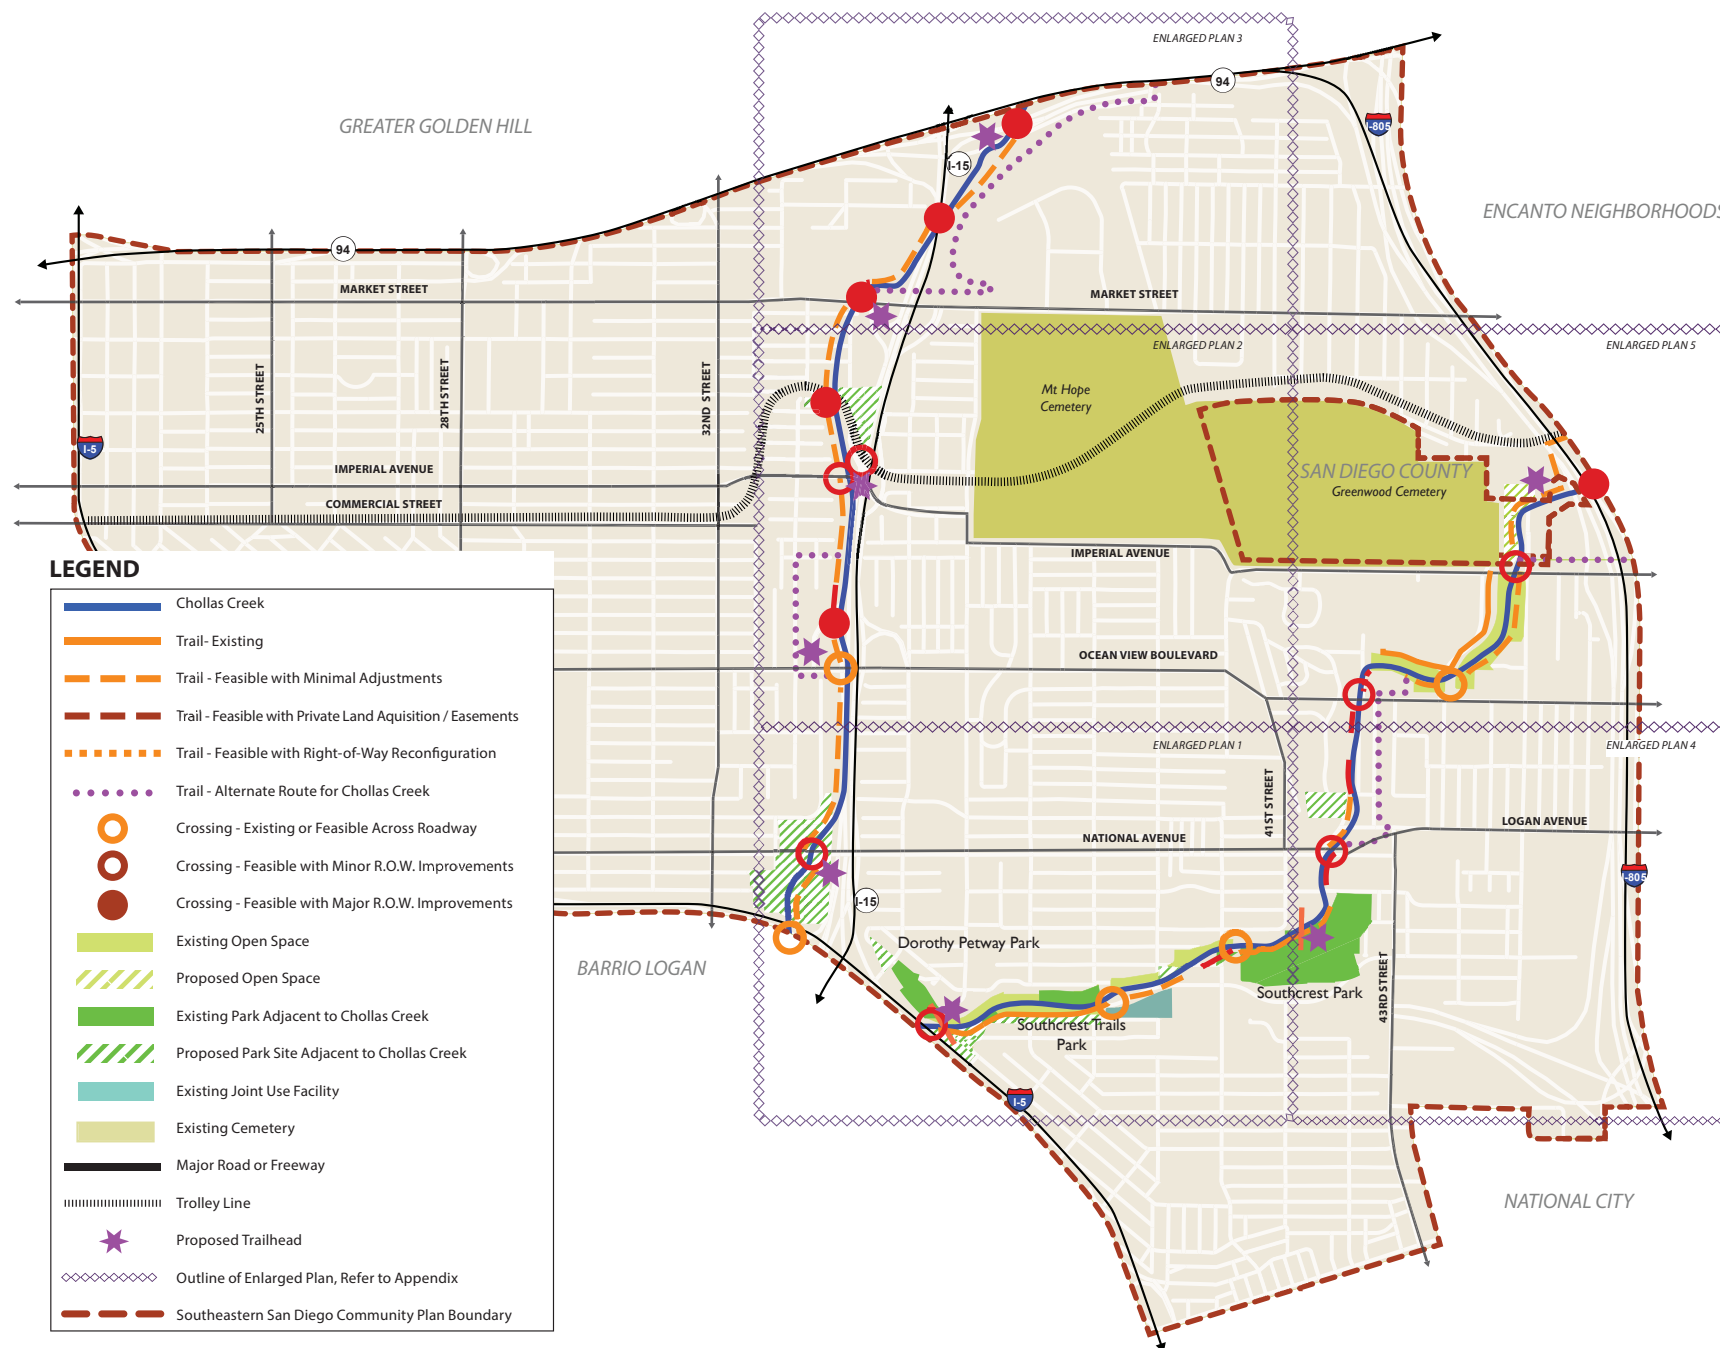 ENLARGED PLAN 3
94
GREATER GOLDEN HILL
I-805
I-15
ENCANTO NEIGHBORHOODS
94
MARKET STREET
MARKET STREET
ENLARGED PLAN 2
ENLARGED PLAN 5
25TH STREET
28TH STREET
32ND STREET
Mt Hope
Cemetery
I-5
IMPERIAL AVENUE
SAN DIEGO COUNTY
Greenwood Cemetery
COMMERCIAL STREET
IMPERIAL AVENUE
OCEAN VIEW BOULEVARD
ENLARGED PLAN 1
ENLARGED PLAN 4
41ST STREET
NATIONAL AVENUE
LOGAN AVENUE
I-805
I-15
Dorothy Petway Park
BARRIO LOGAN
Southcrest Park
43RD STREET
Southcrest Trails
Park
I-5
NATIONAL CITY
LEGEND
Chollas Creek
Trail- Existing
Trail - Feasible with Minimal Adjustments
Trail - Feasible with Private Land Aquisition / Easements
Trail - Feasible with Right-of-Way Reconfiguration
Trail - Alternate Route for Chollas Creek
Crossing - Existing or Feasible Across Roadway
Crossing - Feasible with Minor R.O.W. Improvements
Crossing - Feasible with Major R.O.W. Improvements
Existing Open Space
Proposed Open Space
Existing Park Adjacent to Chollas Creek
Proposed Park Site Adjacent to Chollas Creek
Existing Joint Use Facility
Existing Cemetery
Major Road or Freeway
Trolley Line
Proposed Trailhead
Outline of Enlarged Plan, Refer to Appendix
Southeastern San Diego Community Plan Boundary